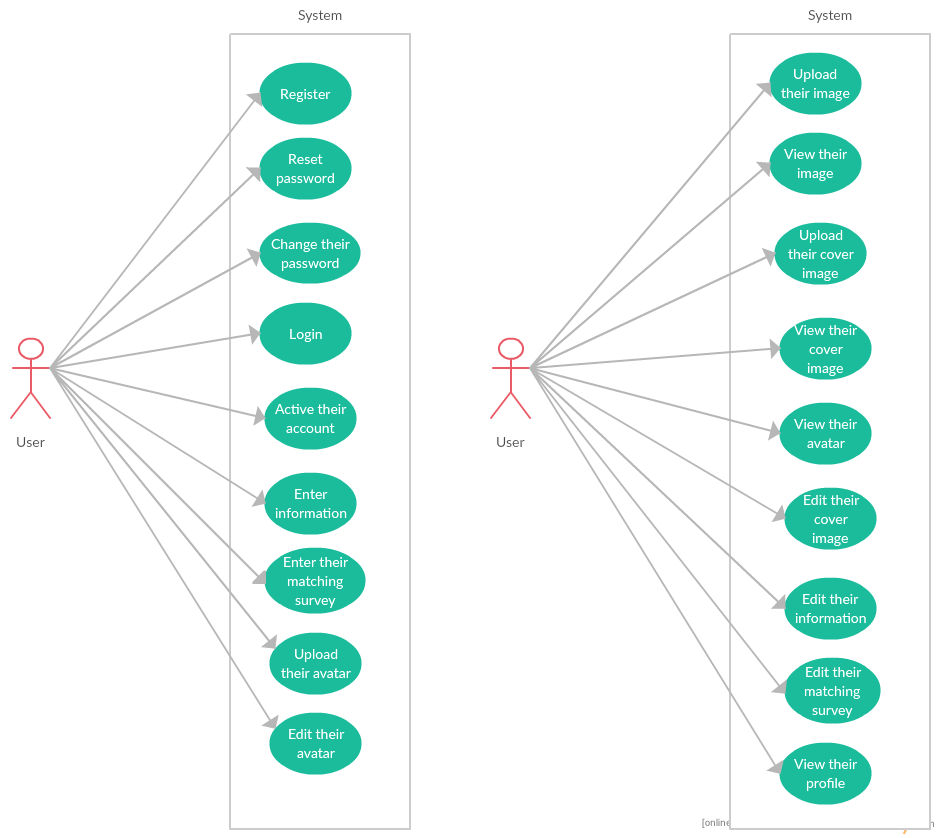 System
Register
Reset
password
Change their
password
Login
Active their
account
Enter
information
Enter their
matching
survey
Upload
their avatar
Edit their
avatar
User
System
Upload
their image
View their
image
Upload
their cover
image
View their
cover
image
View their
avatar
Edit their
cover
image
Edit their
information
Edit their
matching
survey
View their
profile
User
[online